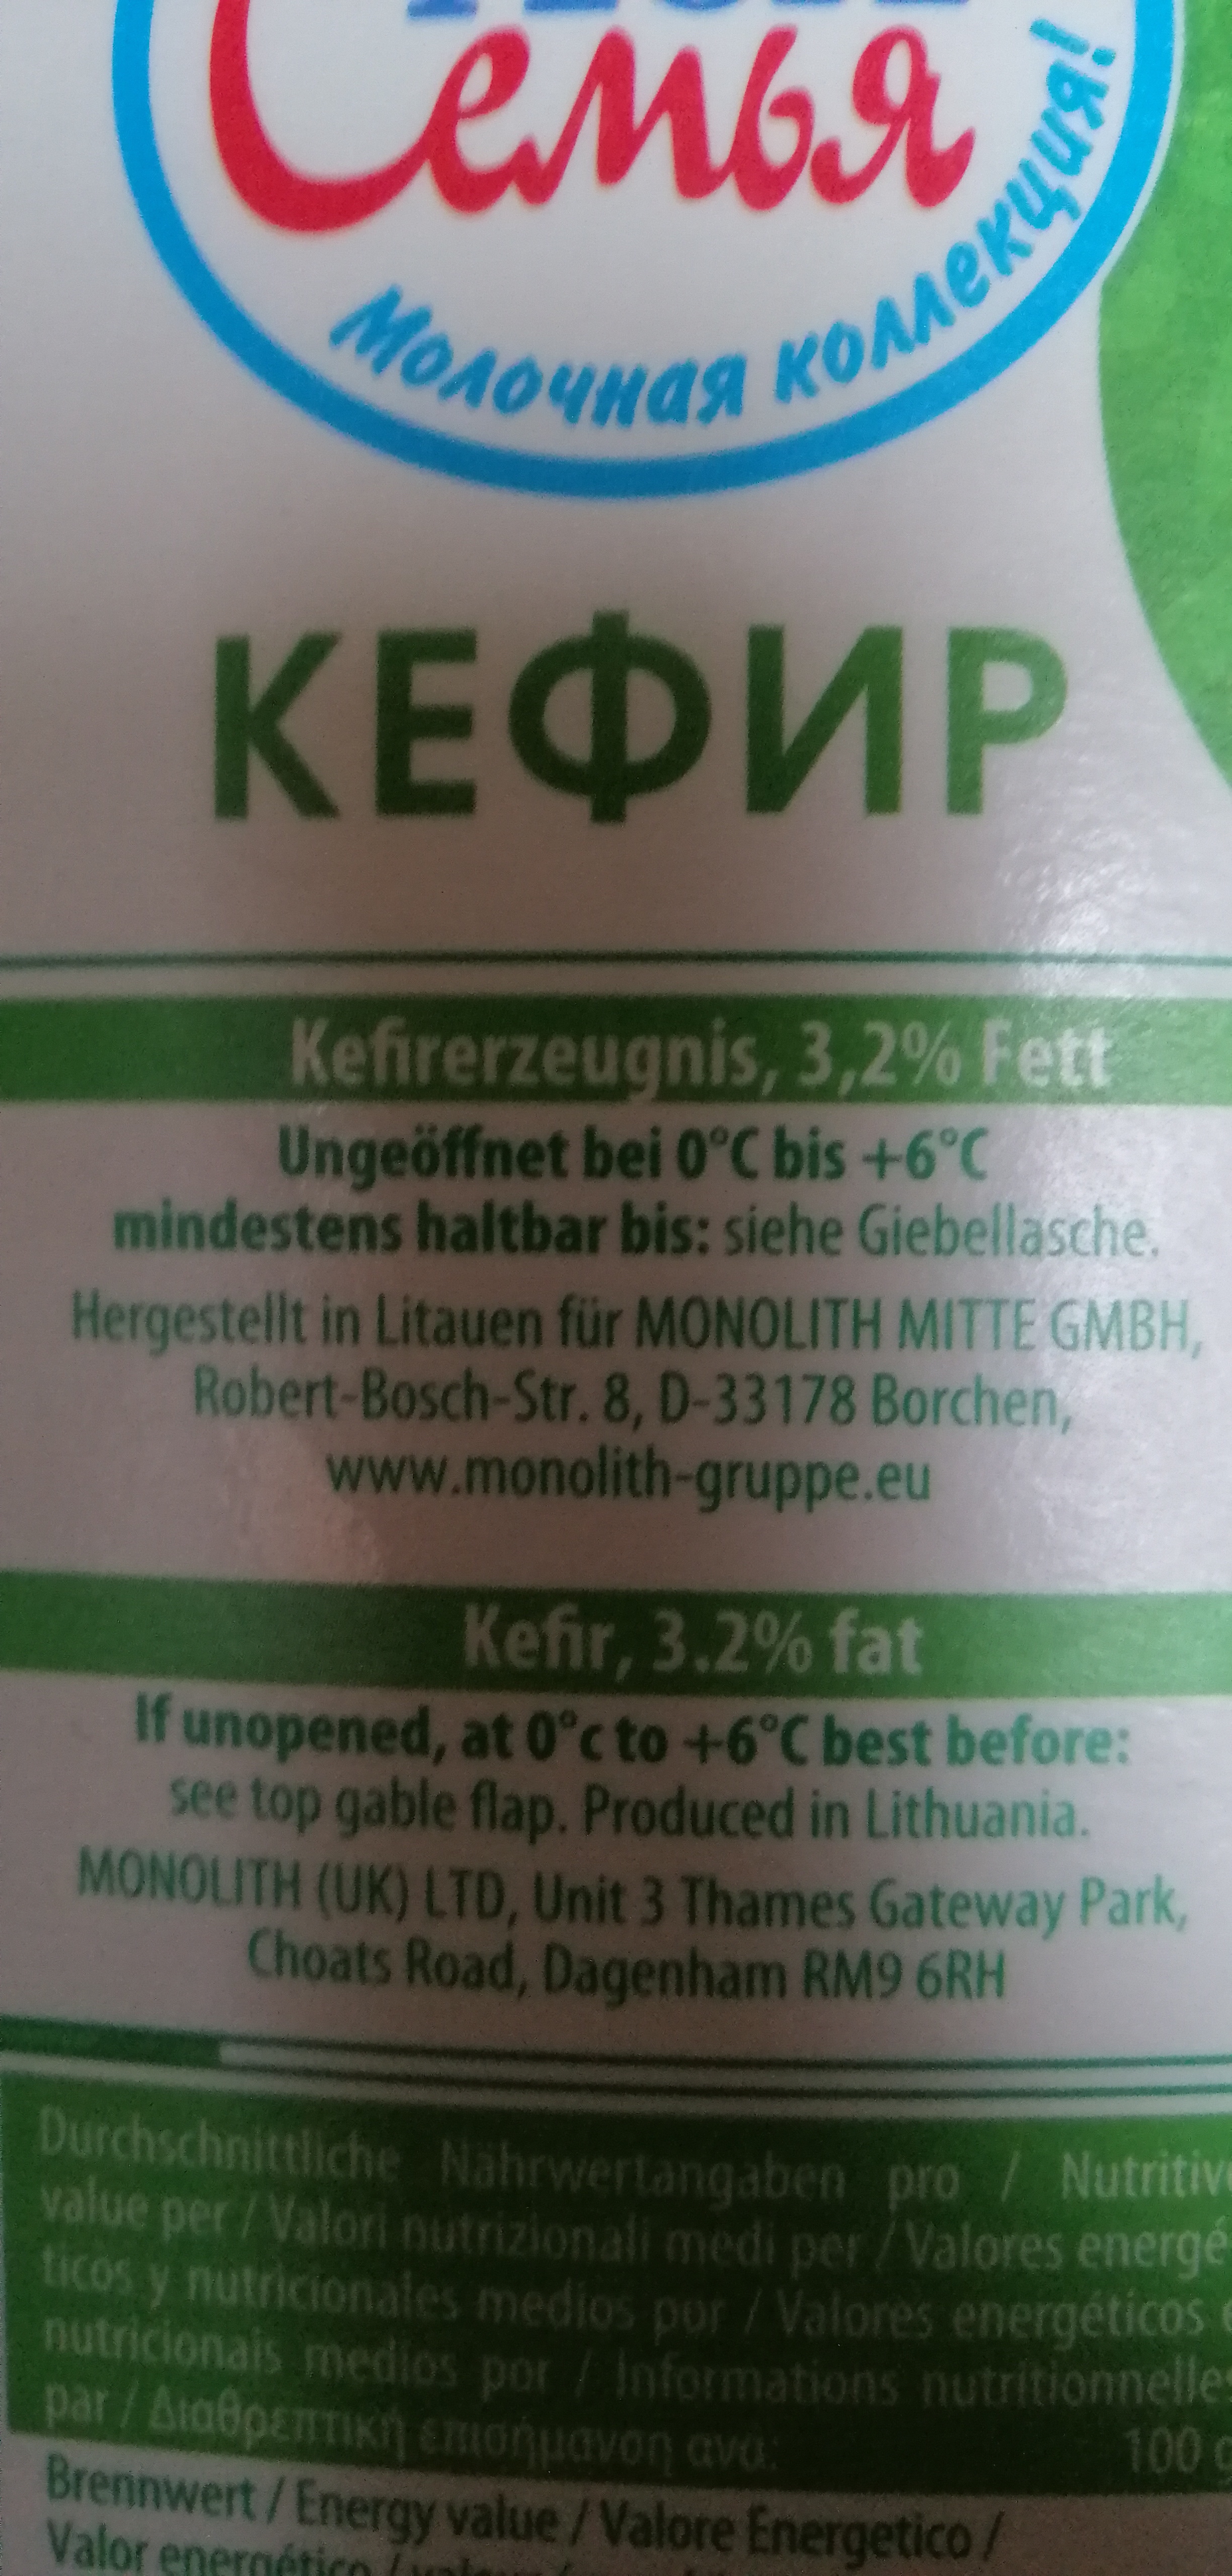 Семья
Молочная коллекция!
КЕФИР
Kefirerzeugnis, 3,2% Fett
Ungeöffnet bei 0°C bis +6°C
mindestens haltbar bis: siehe Giebellasche.
Hergestellt in Litauen für MONOLITH MITTE GMBH,
Robert-Bosch-Str. 8, D-33178 Borchen,
www.monolith-gruppe.eu
Kefir, 3.2% fat
If unopened, at 0°c to +6°C best before:
see top gable flap. Produced in Lithuania.
MONOLITH (UK) LTD, Unit 3 Thames Gateway Park,
Choats Road, Dagenham RM9 6RH
Durchschnittliche Nährwertangaben pro / Nutritiv
value per / Valori nutrizionali medi per / Valores energé
ticos y nutricionales medios por / Valores energéticos
nutricionais medios por / Informations nutritionnelle
par / Διαθρεπτική επισήμανση ανά: 100 g
Brennwert / Energy value / Valore Energetico /
Valor energético /